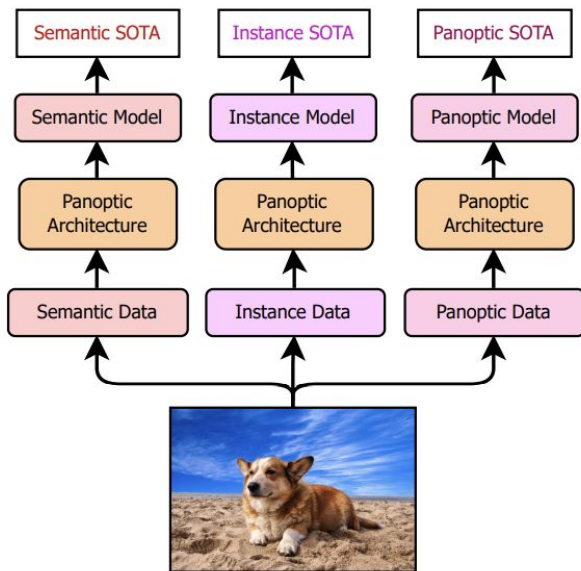 Semantic SOTA Instance SOTA Panoptic SOTA
Semantic Model Instance Model Panoptic Model
Panoptic Panoptic Panoptic
Architecture Architecture Architecture
Semantic Data Instance Data Panoptic Data